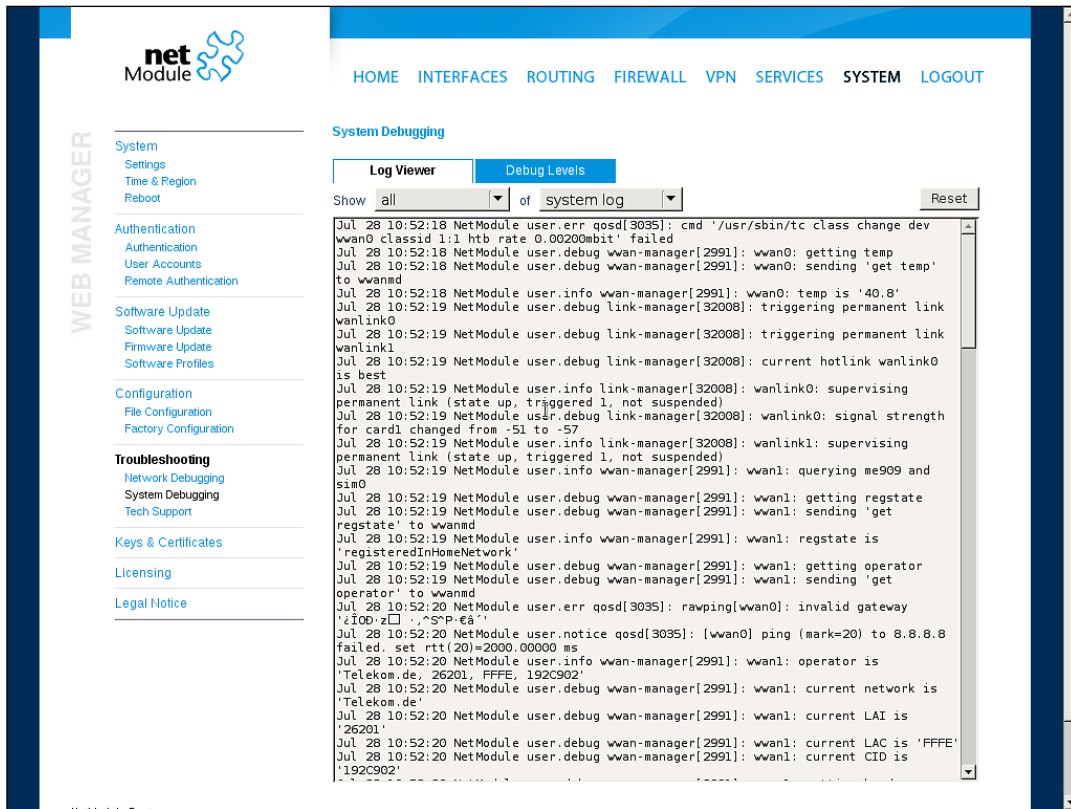 net
Module
HOME INTERFACES ROUTING FIREWALL VPN SERVICES SYSTEM LOGOUT
WEB MANAGER
System
Settings
Time & Region
Reboot
Authentication
Authentication
User Accounts
Remote Authentication
Software Update
Software Update
Firmware Update
Software Profiles
Configuration
File Configuration
Factory Configuration
Troubleshooting
Network Debugging
System Debugging
Tech Support
Keys & Certificates
Licensing
Legal Notice
System Debugging
Log Viewer Debug Levels
Show all of system log Reset
Jul 28 10:52:18 NetModule user.err qosd[3035]: cmd '/usr/sbin/tc class change dev
wwan0 classid 1:1 htb rate 0.00200mbit' failed
Jul 28 10:52:18 NetModule user.debug wwan-manager[2991]: wwan0: getting temp
Jul 28 10:52:18 NetModule user.debug wwan-manager[2991]: wwan0: sending 'get temp'
to wwanmd
Jul 28 10:52:18 NetModule user.info wwan-manager[2991]: wwan0: temp is '40.8'
Jul 28 10:52:19 NetModule user.debug link-manager[32008]: triggering permanent link
wanlink0
Jul 28 10:52:19 NetModule user.debug link-manager[32008]: triggering permanent link
wanlink1
Jul 28 10:52:19 NetModule user.debug link-manager[32008]: current hotlink wanlink0
is best
Jul 28 10:52:19 NetModule user.info link-manager[32008]: wanlink0: supervising
permanent link (state up, triggered 1, not suspended)
Jul 28 10:52:19 NetModule user.debug link-manager[32008]: wanlink0: signal strength
for card1 changed from -51 to -57
Jul 28 10:52:19 NetModule user.info link-manager[32008]: wanlink1: supervising
permanent link (state up, triggered 1, not suspended)
Jul 28 10:52:19 NetModule user.info wwan-manager[2991]: wwan1: querying me909 and
sim0
Jul 28 10:52:19 NetModule user.debug wwan-manager[2991]: wwan1: getting regstate
Jul 28 10:52:19 NetModule user.debug wwan-manager[2991]: wwan1: sending 'get
regstate' to wwanmd
Jul 28 10:52:19 NetModule user.info wwan-manager[2991]: wwan1: regstate is
'registeredInHomeNetwork'
Jul 28 10:52:19 NetModule user.debug wwan-manager[2991]: wwan1: getting operator
Jul 28 10:52:19 NetModule user.debug wwan-manager[2991]: wwan1: sending 'get
operator' to wwanmd
Jul 28 10:52:20 NetModule user.err qosd[3035]: rawping[wwan0]: invalid gateway
Jul 28 10:52:20 NetModule user.notice qosd[3035]: [wwan0] ping (mark=20) to 8.8.8.8
failed. set rtt(20)=2000.00000 ms
Jul 28 10:52:20 NetModule user.info wwan-manager[2991]: wwan1: operator is
'Telekom.de, 26201, FFFE, 192C902'
Jul 28 10:52:20 NetModule user.debug wwan-manager[2991]: wwan1: current network is
'Telekom.de'
Jul 28 10:52:20 NetModule user.debug wwan-manager[2991]: wwan1: current LAI is
'26201'
Jul 28 10:52:20 NetModule user.debug wwan-manager[2991]: wwan1: current LAC is 'FFFE'
Jul 28 10:52:20 NetModule user.debug wwan-manager[2991]: wwan1: current CID is
'192C902'